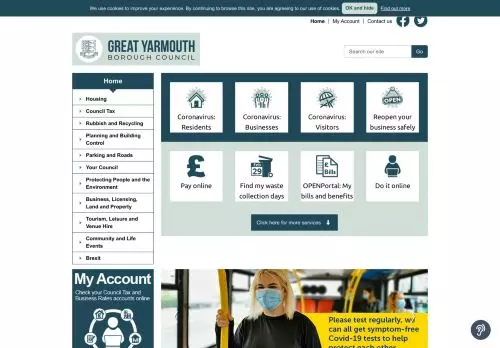 We use cookies to improve your experience. By continuing to browse this site, you are agreeing to our use of cookies. OK and hide Find out more
Home | My Account | Contact us
GREAT YARMOUTH
BOROUGH COUNCIL
Search our site Go
Home
Housing
Council Tax
Rubbish and Recycling
Planning and Building
Control
Parking and Roads
Your Council
Protecting People and the
Environment
Business, Licensing,
Land and Property
Tourism, Leisure and
Venue Hire
Community and Life
Events
Brexit
Coronavirus:
Residents
Coronavirus:
Businesses
Coronavirus:
Visitors
OPEN
Reopen your
business safely
£
Pay online
Tues
29
Find my waste
collection days
£
Bills
OPENPortal: My
bills and benefits
Do it online
Click here for more services
My Account
Check your Council Tax and
Business Rates accounts online
Please test regularly, we
can all get symptom-free
Covid-19 tests to help
protect each other